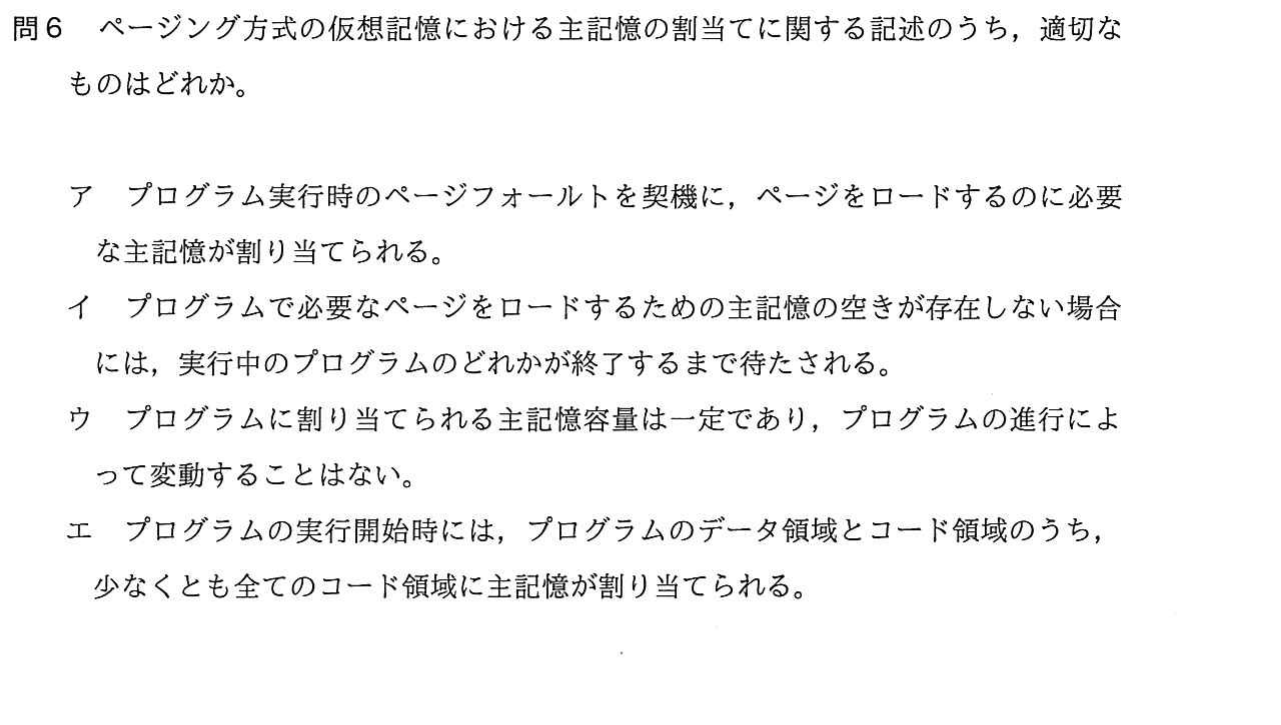 問６　ページング方式の仮想記憶における主記憶の割当てに関する記述のうち，適切な
ものはどれか。
ア　プログラム実行時のページフォールトを契機に，ページをロードするのに必要
な主記憶が割り当てられる。
イ　プログラムで必要なページをロードするための主記憶の空きが存在しない場合
には，実行中のプログラムのどれかが終了するまで待たされる。
ウ　プログラムに割り当てられる主記憶容量は一定であり，プログラムの進行によ
って変動することはない。
エ　プログラムの実行開始時には，プログラムのデータ領域とコード領域のうち，
少なくとも全てのコード領域に主記憶が割り当てられる。